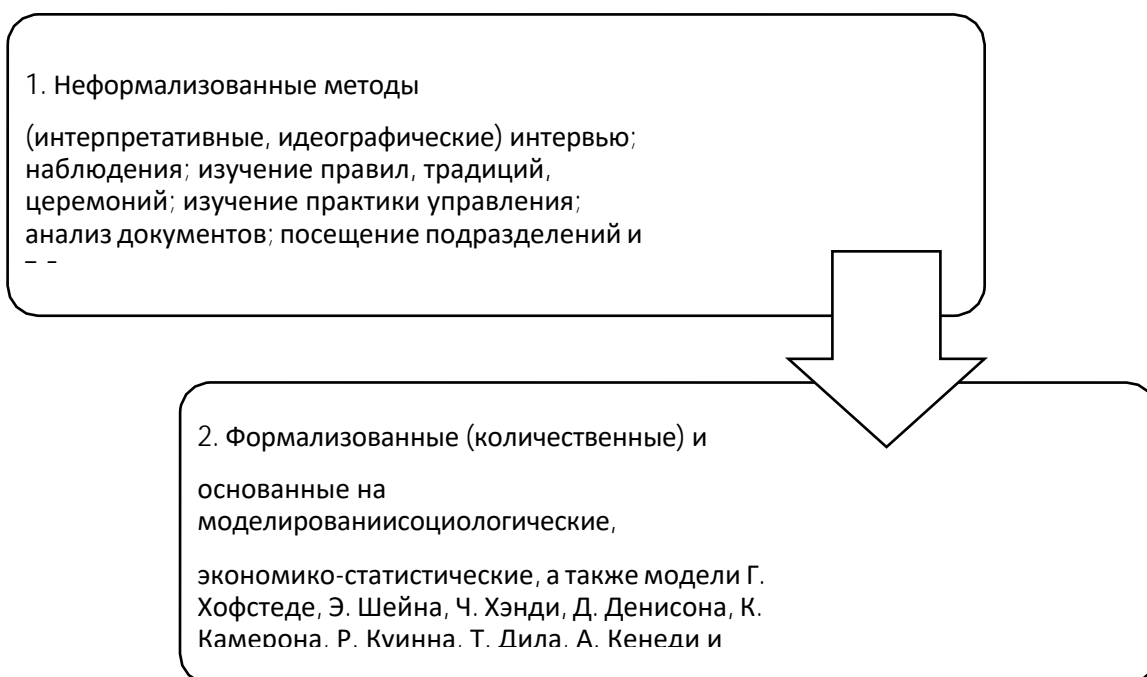 1. Неформализованные методы
(интерпретативные, идеографические) интервью;
наблюдения; изучение правил, традиций,
церемоний; изучение практики управления;
анализ документов; посещение подразделений и
2. Формализованные (количественные) и
основанные на
моделированиисоциологические,
экономико-статистические, а также модели Г.
Хофстеде, Э. Шейна, Ч. Хэнди, Д. Денисона, К.
Камерона, Р. Куинна, Т. Дила, А. Кенеди и